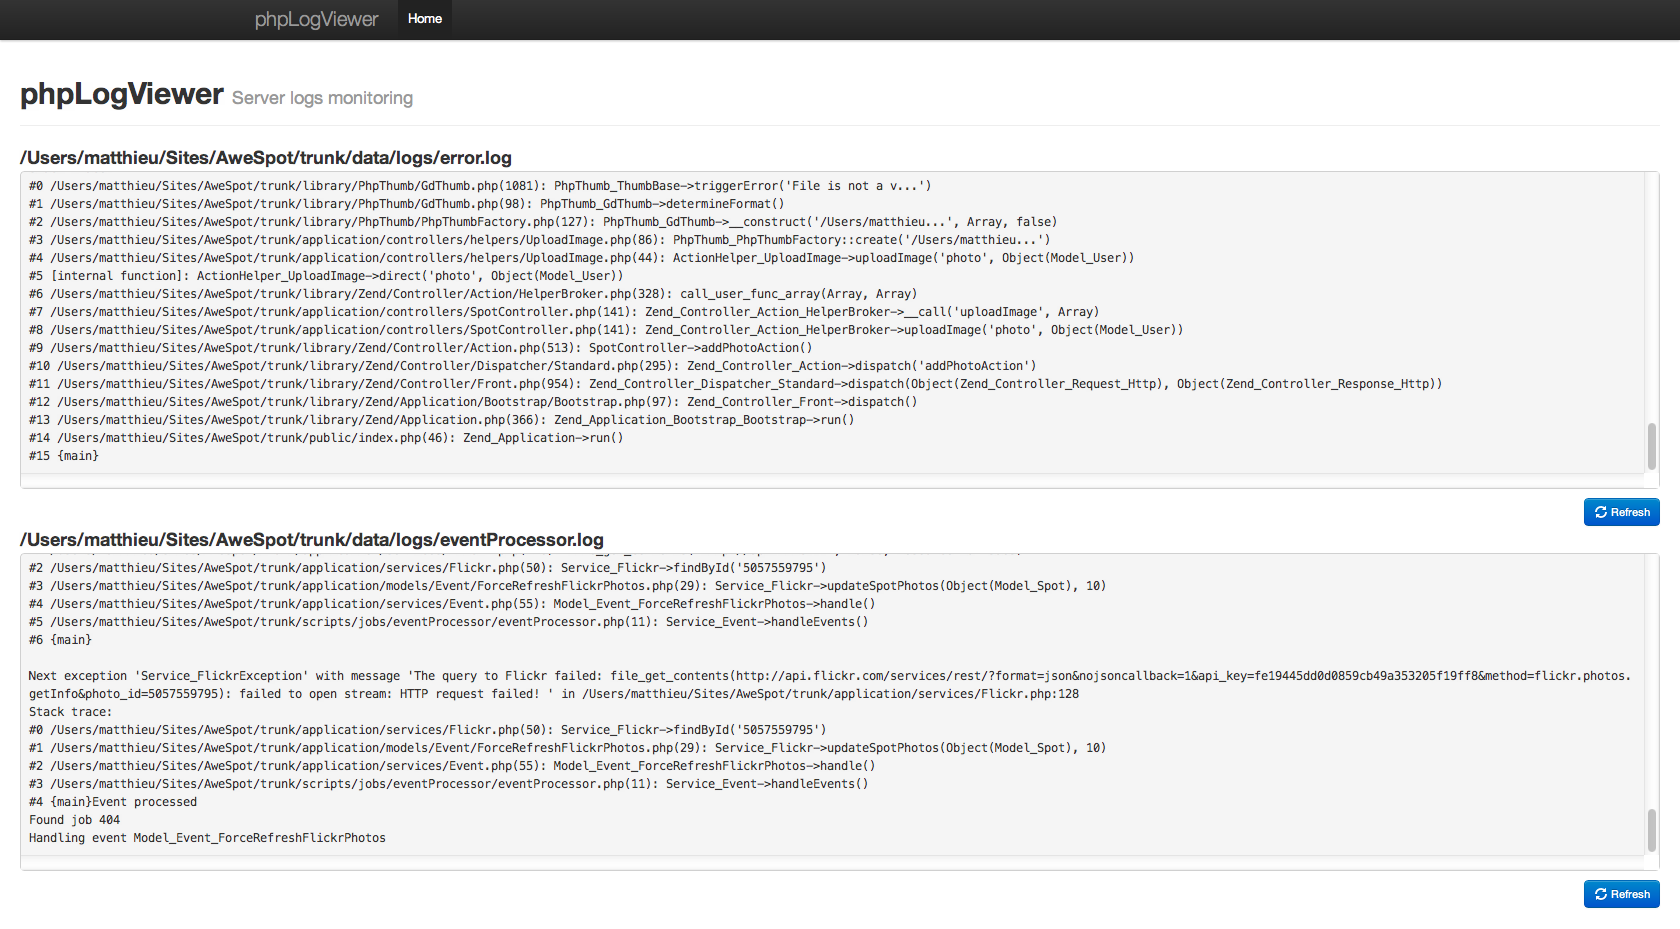 phpLogViewer Home
phpLogViewer Server logs monitoring
/Users/matthieu/Sites/AweSpot/trunk/data/logs/error.log
#0 /Users/matthieu/Sites/AweSpot/trunk/library/PhpThumb/GdThumb.php(1081): PhpThumb_ThumbBase->triggerError('File is not a v...')
#1 /Users/matthieu/Sites/AweSpot/trunk/library/PhpThumb/GdThumb.php(98): PhpThumb_GdThumb->determineFormat()
#2 /Users/matthieu/Sites/AweSpot/trunk/library/PhpThumb/PhpThumbFactory.php(127): PhpThumb_GdThumb->__construct('/Users/matthieu...', Array, false)
#3 /Users/matthieu/Sites/AweSpot/trunk/application/controllers/helpers/UploadImage.php(86): PhpThumb_PhpThumbFactory::create('/Users/matthieu...')
#4 /Users/matthieu/Sites/AweSpot/trunk/application/controllers/helpers/UploadImage.php(44): ActionHelper_UploadImage->uploadImage('photo', Object(Model_User))
#5 [internal function]: ActionHelper_UploadImage->direct('photo', Object(Model_User))
#6 /Users/matthieu/Sites/AweSpot/trunk/library/Zend/Controller/Action/HelperBroker.php(328): call_user_func_array(Array, Array)
#7 /Users/matthieu/Sites/AweSpot/trunk/application/controllers/SpotController.php(141): Zend_Controller_Action_HelperBroker->__call('uploadImage', Array)
#8 /Users/matthieu/Sites/AweSpot/trunk/application/controllers/SpotController.php(141): Zend_Controller_Action_HelperBroker->uploadImage('photo', Object(Model_User))
#9 /Users/matthieu/Sites/AweSpot/trunk/library/Zend/Controller/Action.php(513): SpotController->addPhotoAction()
#10 /Users/matthieu/Sites/AweSpot/trunk/library/Zend/Controller/Dispatcher/Standard.php(295): Zend_Controller_Action->dispatch('addPhotoAction')
#11 /Users/matthieu/Sites/AweSpot/trunk/library/Zend/Controller/Front.php(954): Zend_Controller_Dispatcher_Standard->dispatch(Object(Zend_Controller_Request_Http), Object(Zend_Controller_Response_Http))
#12 /Users/matthieu/Sites/AweSpot/trunk/library/Zend/Application/Bootstrap/Bootstrap.php(97): Zend_Controller_Front->dispatch()
#13 /Users/matthieu/Sites/AweSpot/trunk/library/Zend/Application.php(366): Zend_Application_Bootstrap_Bootstrap->run()
#14 /Users/matthieu/Sites/AweSpot/trunk/public/index.php(46): Zend_Application->run()
#15 {main}
Refresh
/Users/matthieu/Sites/AweSpot/trunk/data/logs/eventProcessor.log
#2 /Users/matthieu/Sites/AweSpot/trunk/application/services/Flickr.php(50): Service_Flickr->findById('5057559795')
#3 /Users/matthieu/Sites/AweSpot/trunk/application/models/Event/ForceRefreshFlickrPhotos.php(29): Service_Flickr->updateSpotPhotos(Object(Model_Spot), 10)
#4 /Users/matthieu/Sites/AweSpot/trunk/application/services/Event.php(55): Model_Event_ForceRefreshFlickrPhotos->handle()
#5 /Users/matthieu/Sites/AweSpot/trunk/scripts/jobs/eventProcessor/eventProcessor.php(11): Service_Event->handleEvents()
#6 {main}
Next exception 'Service_FlickrException' with message 'The query to Flickr failed: file_get_contents(http://api.flickr.com/services/rest/?format=json&nojsoncallback=1&api_key=fe19445dd0d0859cb49a353205f19ff8&method=flickr.photos.
getInfo&photo_id=5057559795): failed to open stream: HTTP request failed! ' in /Users/matthieu/Sites/AweSpot/trunk/application/services/Flickr.php:128
Stack trace:
#0 /Users/matthieu/Sites/AweSpot/trunk/application/services/Flickr.php(50): Service_Flickr->findById('5057559795')
#1 /Users/matthieu/Sites/AweSpot/trunk/application/models/Event/ForceRefreshFlickrPhotos.php(29): Service_Flickr->updateSpotPhotos(Object(Model_Spot), 10)
#2 /Users/matthieu/Sites/AweSpot/trunk/application/services/Event.php(55): Model_Event_ForceRefreshFlickrPhotos->handle()
#3 /Users/matthieu/Sites/AweSpot/trunk/scripts/jobs/eventProcessor/eventProcessor.php(11): Service_Event->handleEvents()
#4 {main}Event processed
Found job 404
Handling event Model_Event_ForceRefreshFlickrPhotos
Refresh